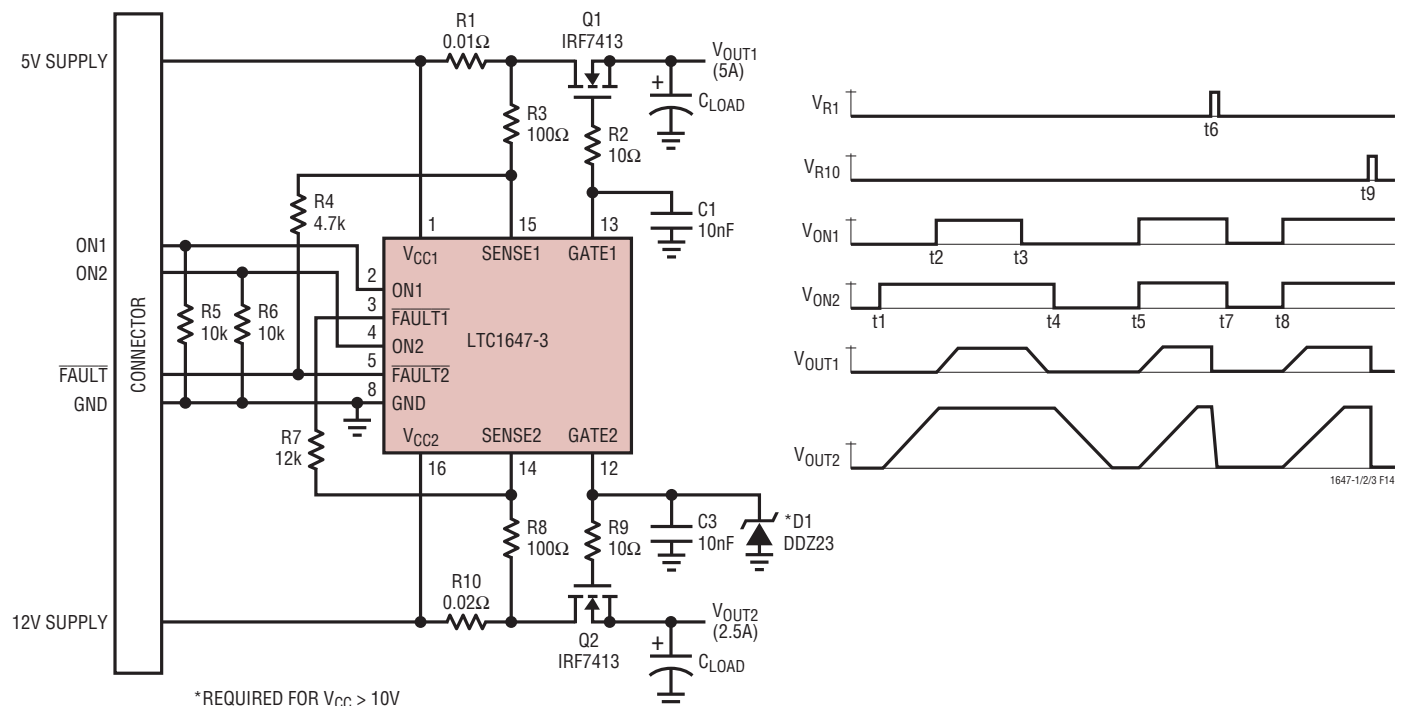 R1
0.01Ω
Q1
IRF7413
5V SUPPLY
VOUT1
(5A)
+
CLOAD
R3
100Ω
R2
10Ω
R4
4.7k
C1
10nF
1
15
13
VCC1
SENSE1
GATE1
ON1
ON2
CONNECTOR
R5
10k
R6
10k
2
ON1
3
FAULT1
4
ON2
5
FAULT2
8
GND
LTC1647-3
FAULT
GND
R7
12k
VCC2
SENSE2
GATE2
16
14
12
R8
100Ω
R9
10Ω
C3
10nF
*D1
DDZ23
R10
0.02Ω
12V SUPPLY
Q2
IRF7413
VOUT2
(2.5A)
+
CLOAD
*REQUIRED FOR VCC > 10V
VR1
t6
VR10
t9
VON1
t2
t3
VON2
t1
t4
t5
t7
t8
VOUT1
VOUT2
1647-1/2/3 F14